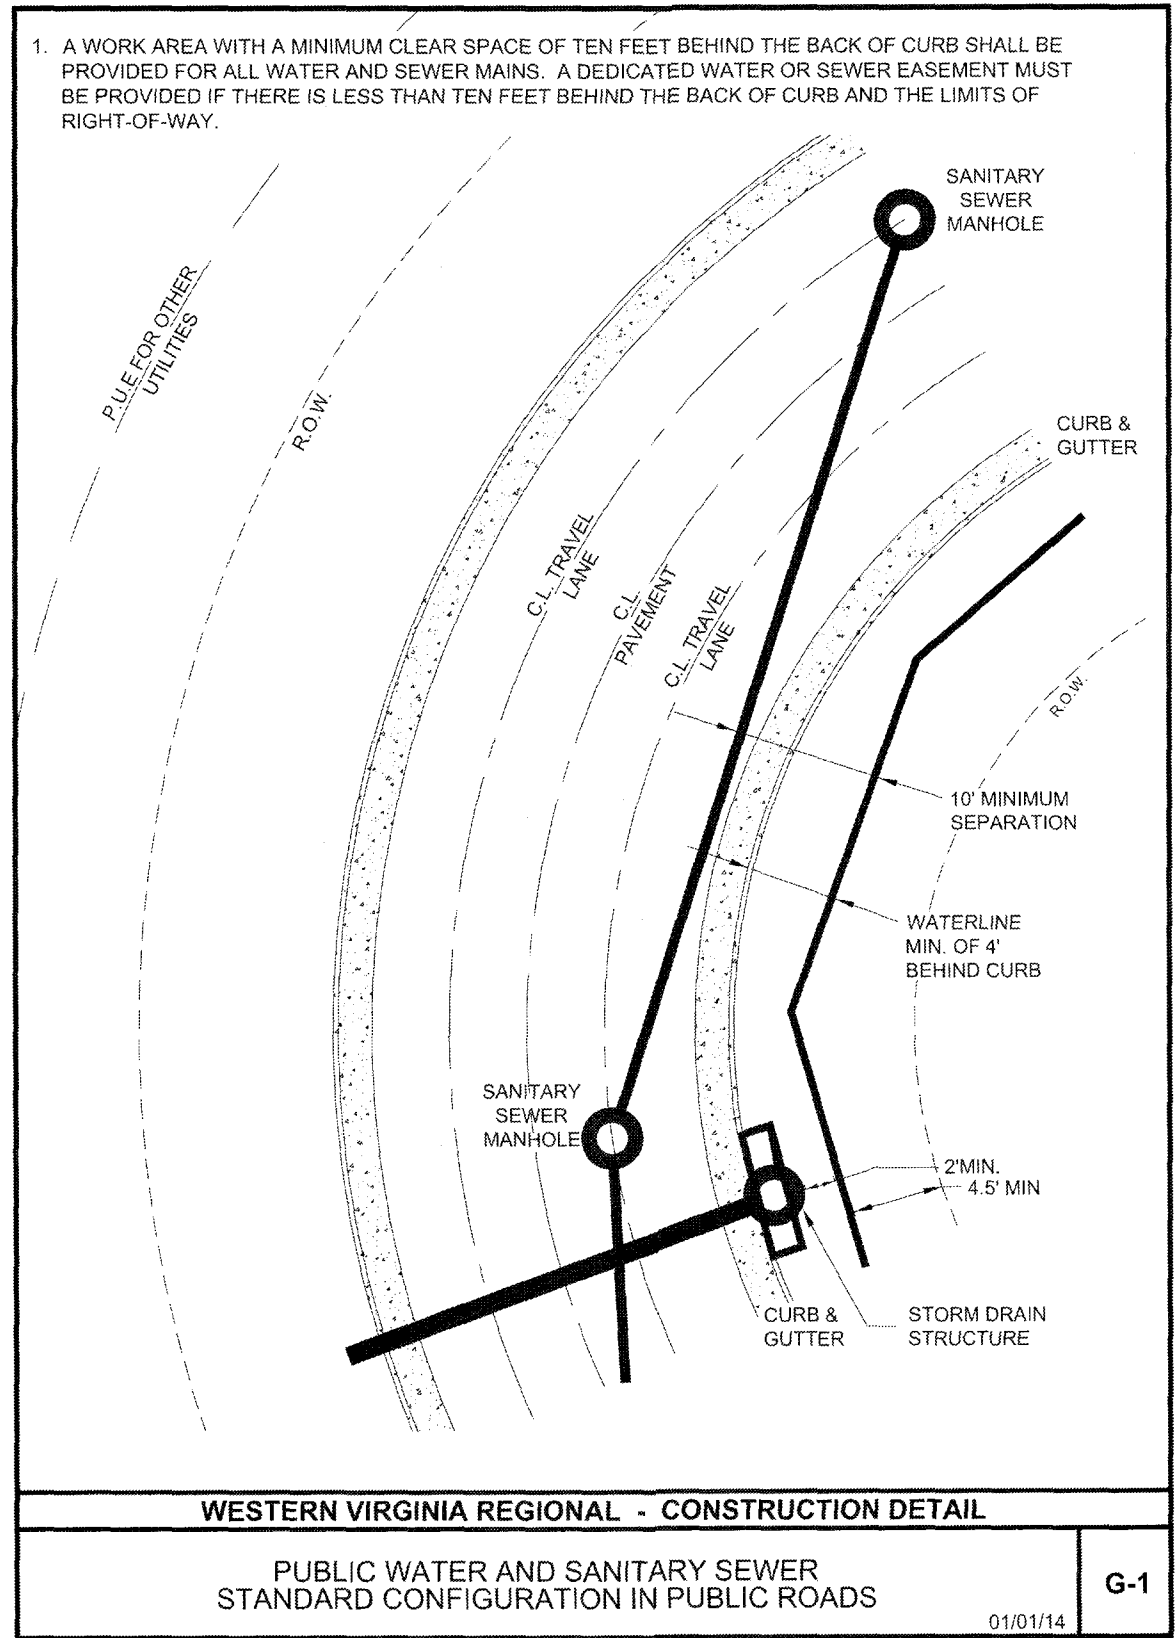 1. A WORK AREA WITH A MINIMUM CLEAR SPACE OF TEN FEET BEHIND THE BACK OF CURB SHALL BE
PROVIDED FOR ALL WATER AND SEWER MAINS. A DEDICATED WATER OR SEWER EASEMENT MUST
BE PROVIDED IF THERE IS LESS THAN TEN FEET BEHIND THE BACK OF CURB AND THE LIMITS OF
RIGHT-OF-WAY.
SANITARY
SEWER
MANHOLE
P.U.E FOR OTHER
UTILITIES
R.O.W.
CURB &
GUTTER
C.L. TRAVEL
LANE
C.L.
PAVEMENT
C.L. TRAVEL
LANE
R.O.W.
10' MINIMUM
SEPARATION
WATERLINE
MIN. OF 4'
BEHIND CURB
SANITARY
SEWER
MANHOLE
2'MIN.
4.5' MIN
CURB &
GUTTER
STORM DRAIN
STRUCTURE
WESTERN VIRGINIA REGIONAL - CONSTRUCTION DETAIL
PUBLIC WATER AND SANITARY SEWER
STANDARD CONFIGURATION IN PUBLIC ROADS
G-1
01/01/14